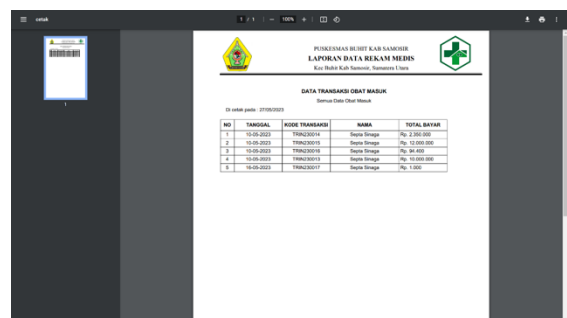 cetak
1 / 1
100%
1
PUSKESMAS BUHIT KAB SAMOSIR
LAPORAN DATA REKAM MEDIS
Kec Buhit Kab Samosir, Sumatera Utara
DATA TRANSAKSI OBAT MASUK
Semua Data Obat Masuk
Di cetak pada : 27/05/2023
NO TANGGAL KODE TRANSAKSI NAMA TOTAL BAYAR
1 10-05-2023 TRIN230014 Septa Sinaga Rp. 2.350.000
2 10-05-2023 TRIN230015 Septa Sinaga Rp. 12.000.000
3 10-05-2023 TRIN230016 Septa Sinaga Rp. 94.400
4 10-05-2023 TRIN230013 Septa Sinaga Rp. 10.000.000
5 16-05-2023 TRIN230017 Septa Sinaga Rp. 1.000